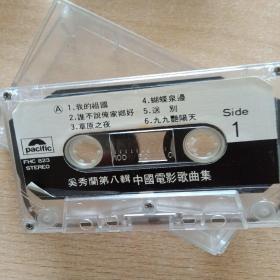 A
1.我的祖國
2.誰不說俺家鄉好
3.草原之夜
4.蝴蝶泉邊
5.送別
6.九九艷陽天
Side
1
pacific
FHC 823
STEREO
100
0
奚秀蘭第八輯 中國電影歌曲集